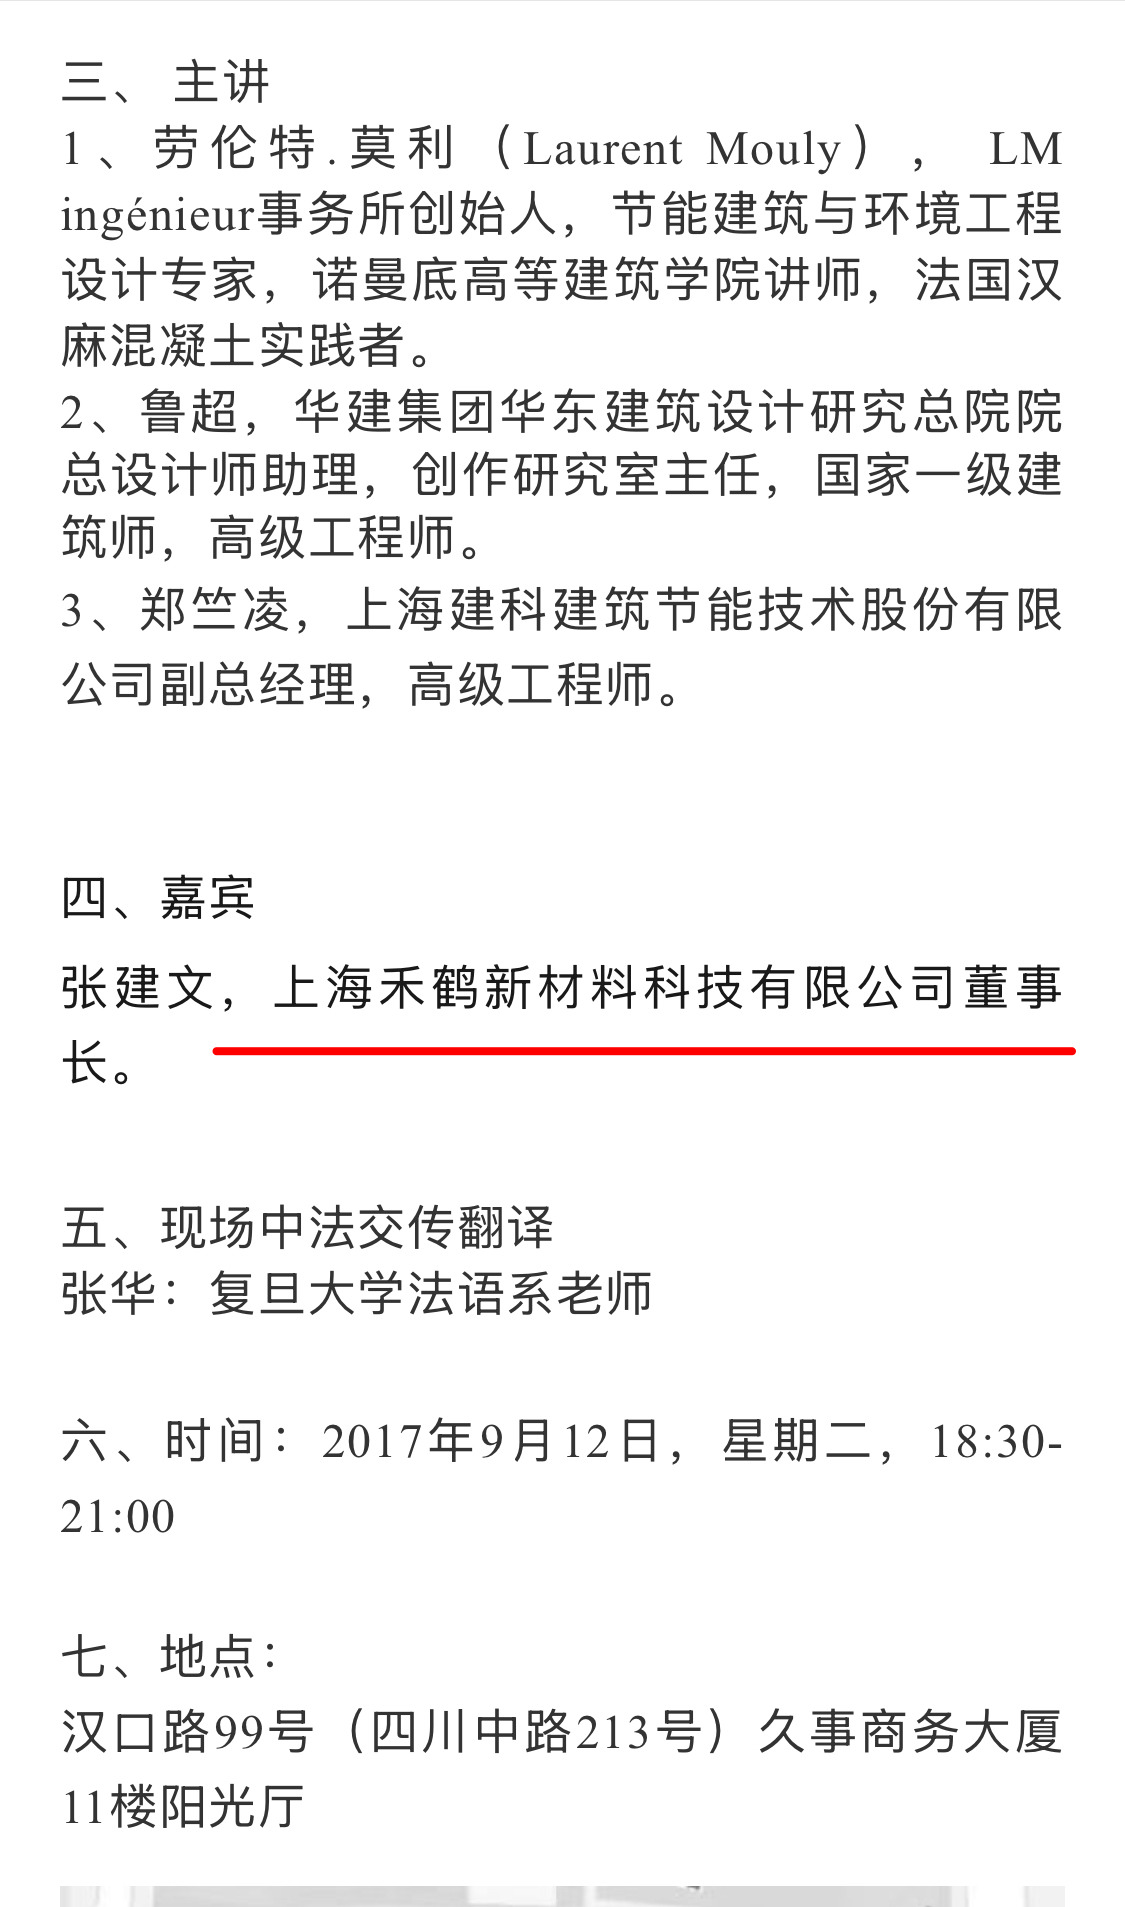 三、 主讲
1、劳伦特.莫利（Laurent Mouly）， LM
ingénieur事务所创始人，节能建筑与环境工程
设计专家，诺曼底高等建筑学院讲师，法国汉
麻混凝土实践者。
2、鲁超，华建集团华东建筑设计研究总院院
总设计师助理，创作研究室主任，国家一级建
筑师，高级工程师。
3、郑竺凌，上海建科建筑节能技术股份有限
公司副总经理，高级工程师。
四、嘉宾
张建文，上海禾鹤新材料科技有限公司董事
长。
五、现场中法交传翻译
张华：复旦大学法语系老师
六、时间：2017年9月12日，星期二，18:30-
21:00
七、地点：
汉口路99号（四川中路213号）久事商务大厦
11楼阳光厅